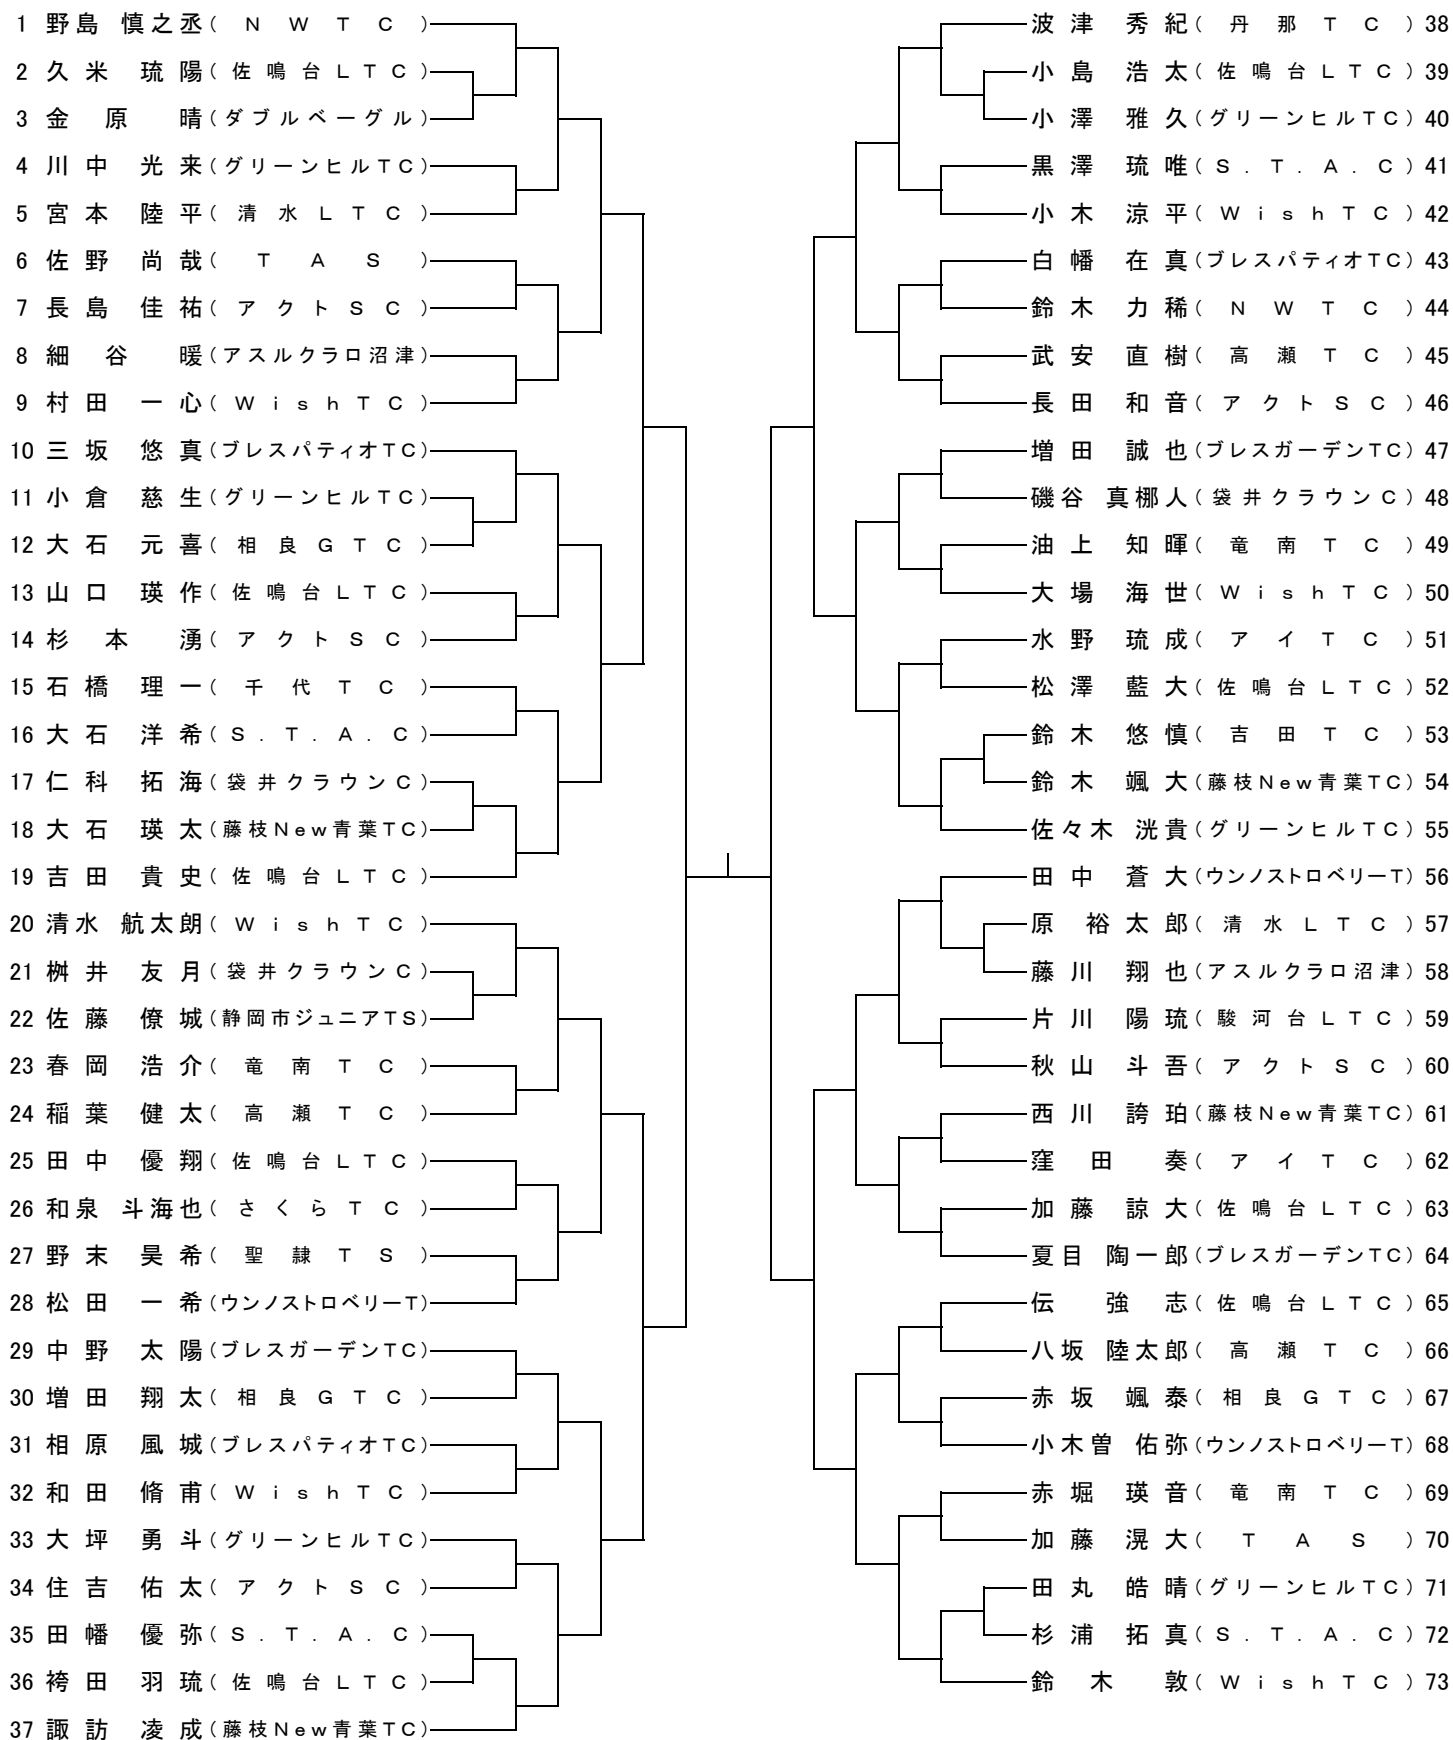 1 野島 慎之丞(NWTC)
2 久米 琉陽(佐鳴台LTC)
3 金原 晴(ダブルベーグル)
4 川中 光来(グリーンヒルTC)
5 宮本 陸平(清水LTC)
6 佐野 尚哉(TAS)
7 長島 佳祐(アクトSC)
8 細谷 暖(アスルクラロ沼津)
9 村田 一心(WishTC)
10 三坂 悠真(ブレスパティオTC)
11 小倉 慈生(グリーンヒルTC)
12 大石 元喜(相良GTC)
13 山口 瑛作(佐鳴台LTC)
14 杉本 湧(アクトSC)
15 石橋 理一(千代TC)
16 大石 洋希(S.T.A.C)
17 仁科 拓海(袋井クラウンC)
18 大石 瑛太(藤枝New青葉TC)
19 吉田 貴史(佐鳴台LTC)
20 清水 航太朗(WishTC)
21 桝井 友月(袋井クラウンC)
22 佐藤 僚城(静岡市ジュニアTS)
23 春岡 浩介(竜南TC)
24 稲葉 健太(高瀬TC)
25 田中 優翔(佐鳴台LTC)
26 和泉 斗海也(さくらTC)
27 野末 昊希(聖隷TS)
28 松田 一希(ウンノストロベリーT)
29 中野 太陽(ブレスガーデンTC)
30 増田 翔太(相良GTC)
31 相原 風城(ブレスパティオTC)
32 和田 脩甫(WishTC)
33 大坪 勇斗(グリーンヒルTC)
34 住吉 佑太(アクトSC)
35 田幡 優弥(S.T.A.C)
36 袴田 羽琉(佐鳴台LTC)
37 諏訪 凌成(藤枝New青葉TC)
波津 秀紀(丹那TC) 38
小島 浩太(佐鳴台LTC) 39
小澤 雅久(グリーンヒルTC) 40
黒澤 琉唯(S.T.A.C) 41
小木 涼平(WishTC) 42
白幡 在真(ブレスパティオTC) 43
鈴木 力稀(NWTC) 44
武安 直樹(高瀬TC) 45
長田 和音(アクトSC) 46
増田 誠也(ブレスガーデンTC) 47
磯谷 真梛人(袋井クラウンC) 48
油上 知暉(竜南TC) 49
大場 海世(WishTC) 50
水野 琉成(アイTC) 51
松澤 藍大(佐鳴台LTC) 52
鈴木 悠慎(吉田TC) 53
鈴木 颯大(藤枝New青葉TC) 54
佐々木 洸貴(グリーンヒルTC) 55
田中 蒼大(ウンノストロベリーT) 56
原 裕太郎(清水LTC) 57
藤川 翔也(アスルクラロ沼津) 58
片川 陽琉(駿河台LTC) 59
秋山 斗吾(アクトSC) 60
西川 誇珀(藤枝New青葉TC) 61
窪田 奏(アイTC) 62
加藤 諒大(佐鳴台LTC) 63
夏目 陶一郎(ブレスガーデンTC) 64
伝 強志(佐鳴台LTC) 65
八坂 陸太郎(高瀬TC) 66
赤坂 颯泰(相良GTC) 67
小木曽 佑弥(ウンノストロベリーT) 68
赤堀 瑛音(竜南TC) 69
加藤 滉大(TAS) 70
田丸 皓晴(グリーンヒルTC) 71
杉浦 拓真(S.T.A.C) 72
鈴木 敦(WishTC) 73